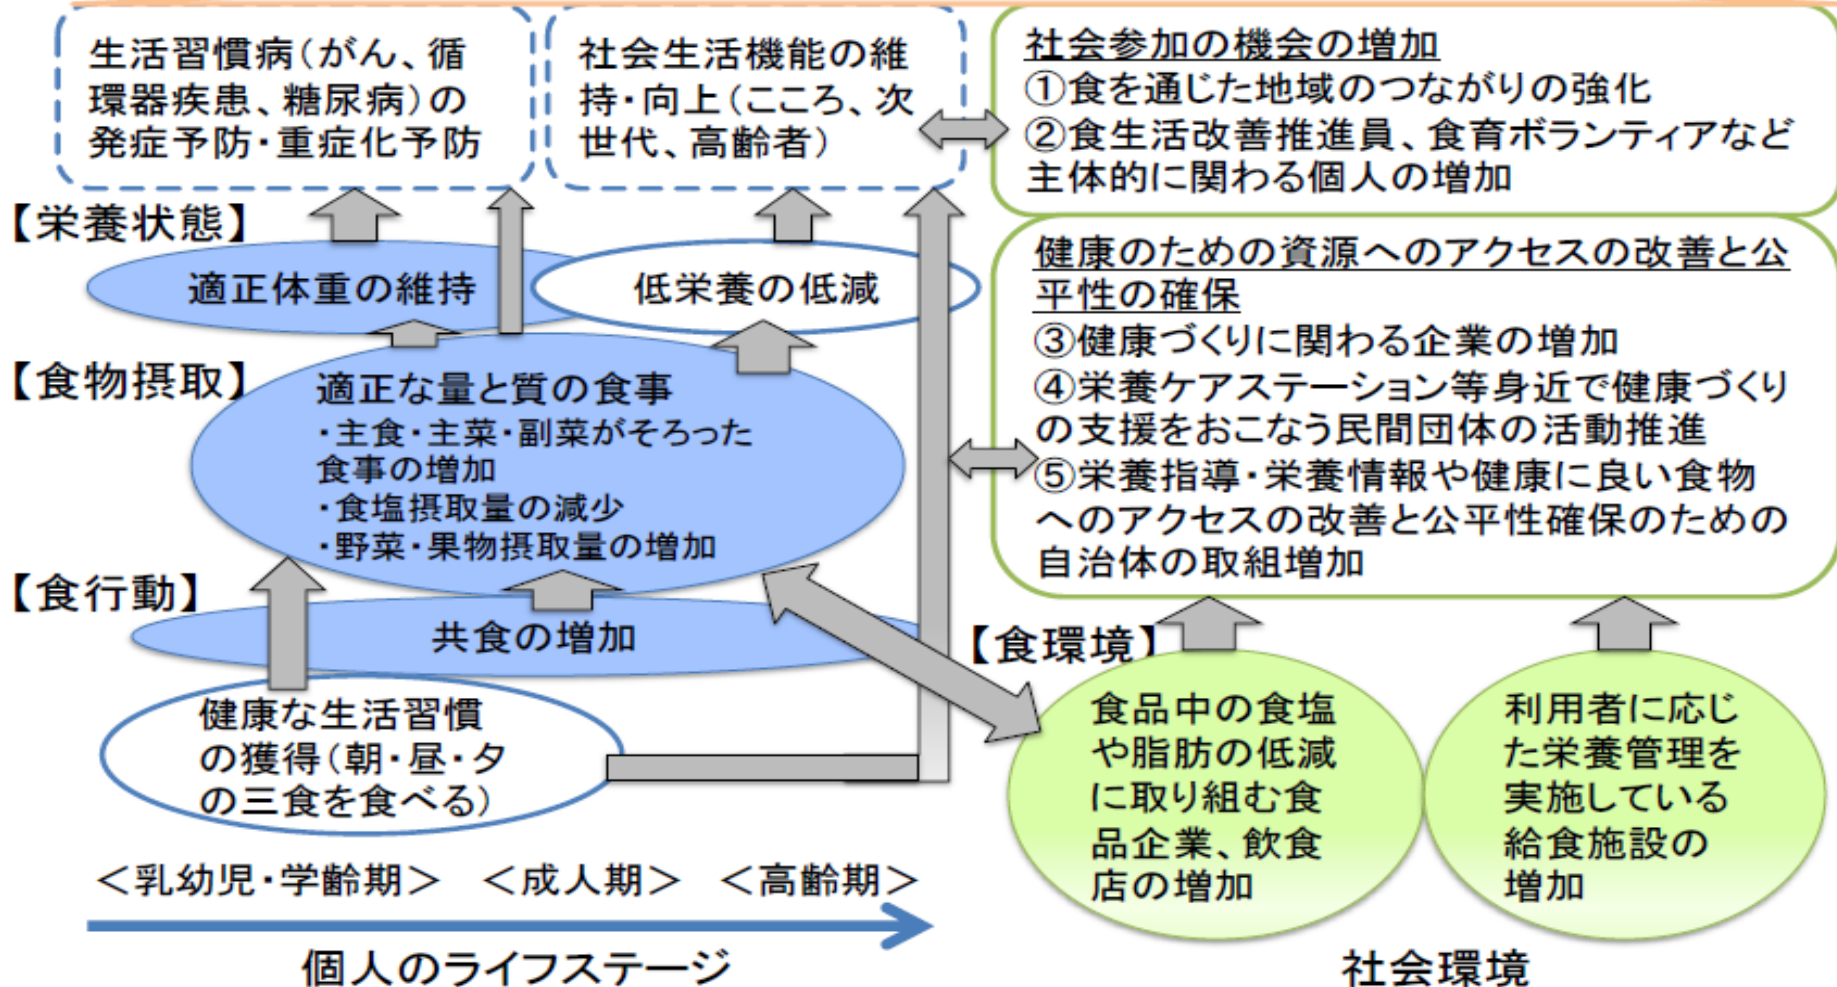 生活習慣病(がん、循
環器疾患、糖尿病)の
発症予防・重症化予防
社会生活機能の維
持・向上(こころ、次
世代、高齢者)
社会参加の機会の増加
①食を通じた地域のつながりの強化
②食生活改善推進員、食育ボランティアなど
主体的に関わる個人の増加
【栄養状態】
適正体重の維持
低栄養の低減
健康のための資源へのアクセスの改善と公
平性の確保
③健康づくりに関わる企業の増加
④栄養ケアステーション等身近で健康づくり
の支援をおこなう民間団体の活動推進
⑤栄養指導・栄養情報や健康に良い食物
へのアクセスの改善と公平性確保のための
自治体の取組増加
【食物摂取】
適正な量と質の食事
・主食・主菜・副菜がそろった
食事の増加
・食塩摂取量の減少
・野菜・果物摂取量の増加
【食行動】
共食の増加
健康な生活習慣
の獲得(朝・昼・夕
の三食を食べる)
【食環境】
食品中の食塩
や脂肪の低減
に取り組む食
品企業、飲食
店の増加
利用者に応じ
た栄養管理を
実施している
給食施設の
増加
＜乳幼児・学齢期＞ ＜成人期＞ ＜高齢期＞
個人のライフステージ
社会環境